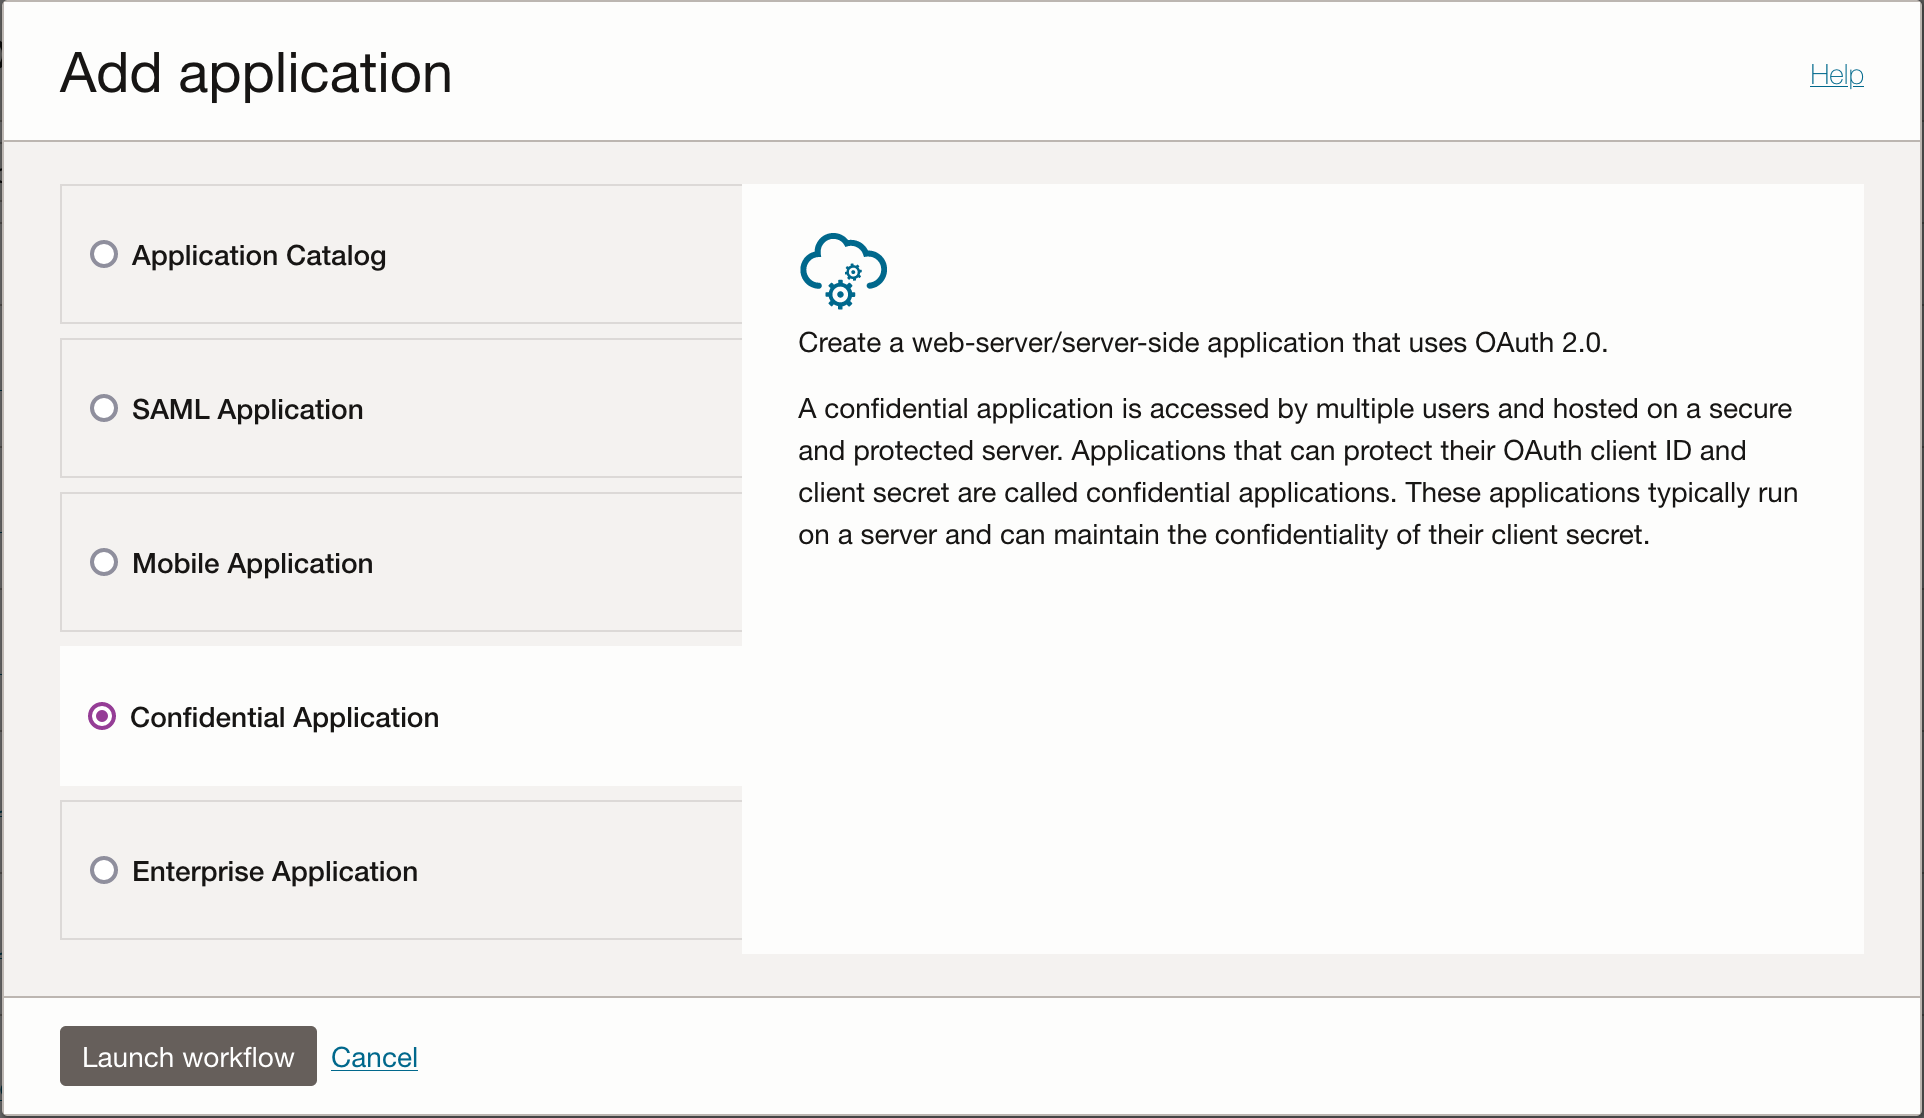 Add application
Help
Application Catalog
SAML Application
Mobile Application
Confidential Application
Enterprise Application
Create a web-server/server-side application that uses OAuth 2.0.
A confidential application is accessed by multiple users and hosted on a secure
and protected server. Applications that can protect their OAuth client ID and
client secret are called confidential applications. These applications typically run
on a server and can maintain the confidentiality of their client secret.
Launch workflow
Cancel